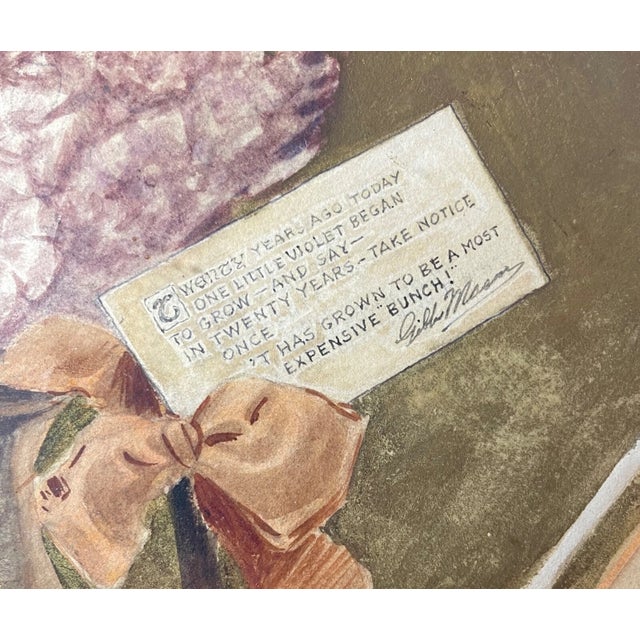 TWENTY YEARS AGO TODAY
ONE LITTLE VIOLET BEGAN
TO GROW — AND SAY —
IN TWENTY YEARS — TAKE NOTICE
ONCE
'T HAS GROWN TO BE A MOST
EXPENSIVE "BUNCH!"